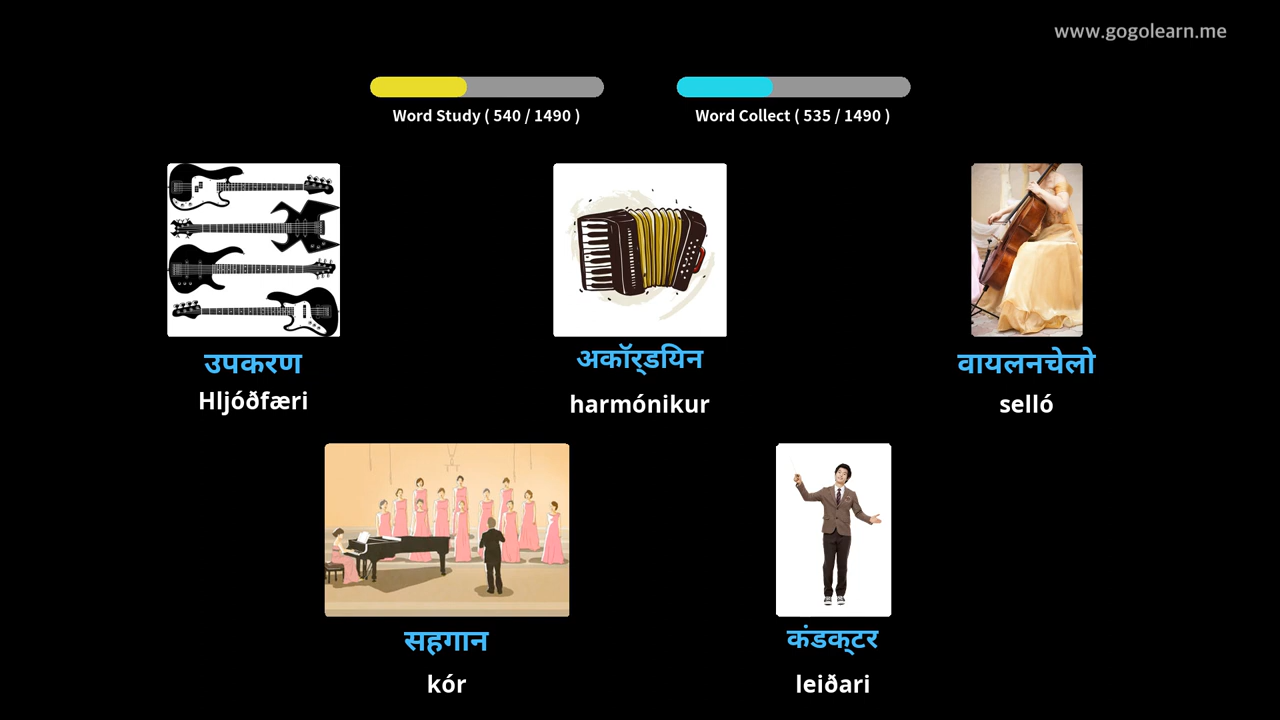 www.gogolearn.me
Word Study ( 540 / 1490 )
Word Collect ( 535 / 1490 )
उपकरण
Hljóðfæri
अकॉर्‍डियिन
harmónikur
वायलनचेलो
selló
सहगान
kór
कंडक्‍टर
leiðari